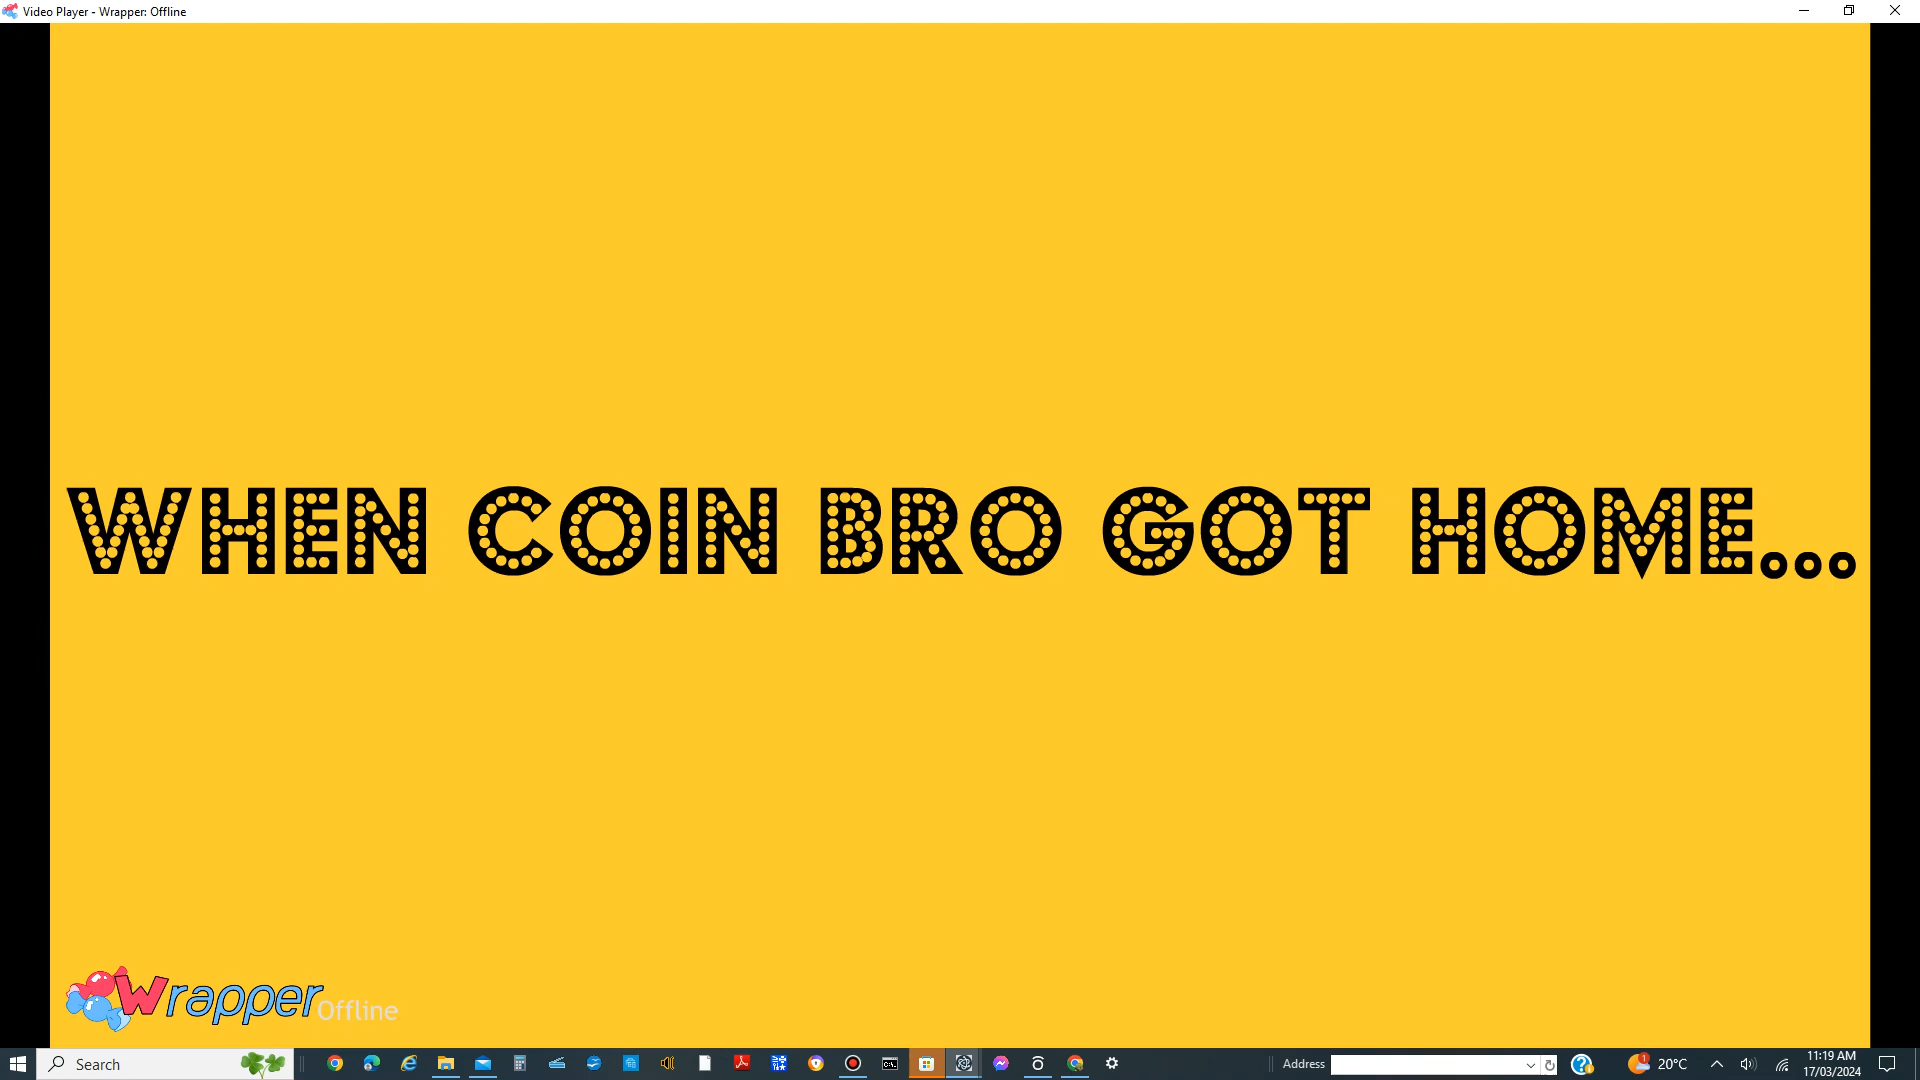 Video Player - Wrapper: Offline
WHEN COIN BRO GOT HOME...
Wrapper Offline
Search
Address
20°C
11:19 AM
17/03/2024